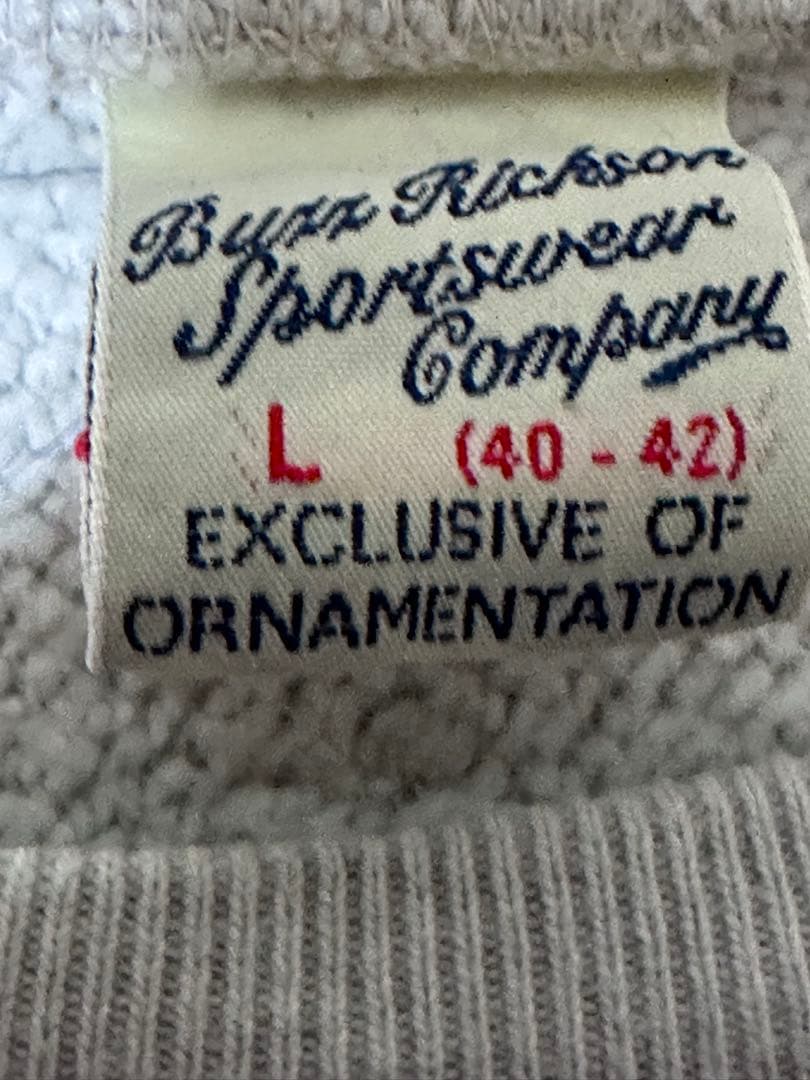 Buzz Rickson
Sportswear
Company
L (40 - 42)
EXCLUSIVE OF
ORNAMENTATION